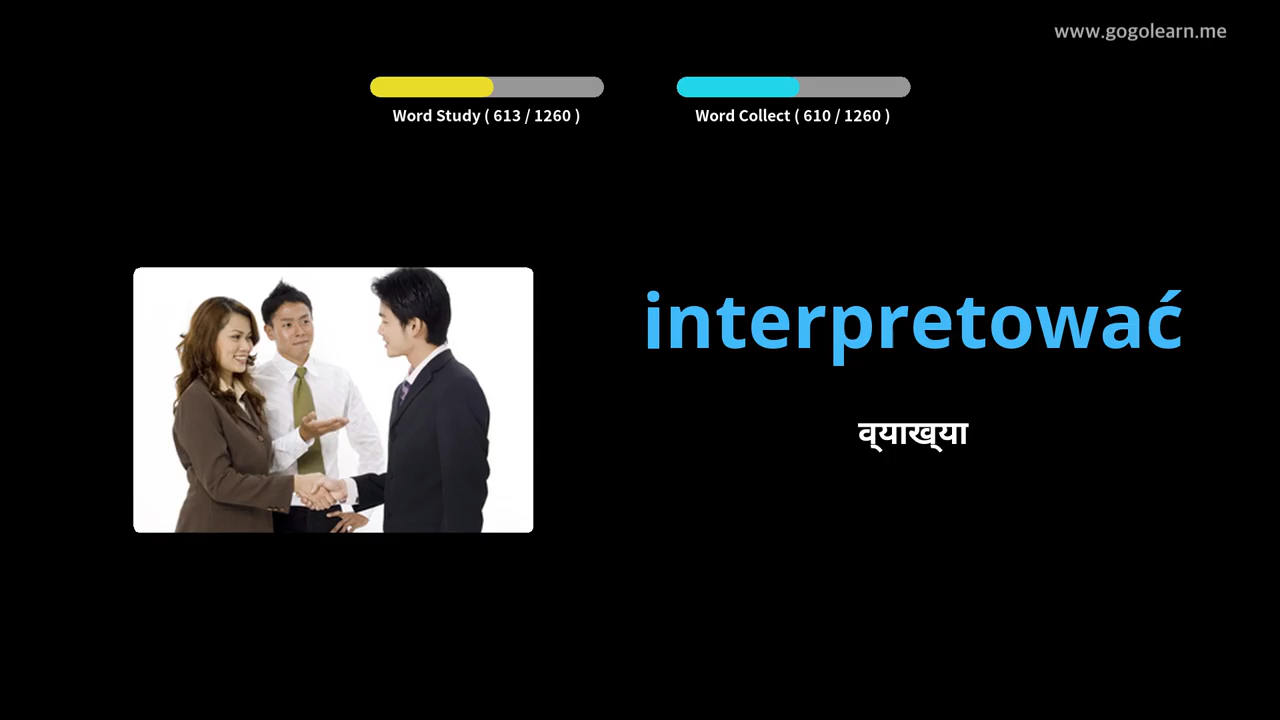 www.gogolearn.me
Word Study ( 613 / 1260 )
Word Collect ( 610 / 1260 )
interpretować
व्याख्या